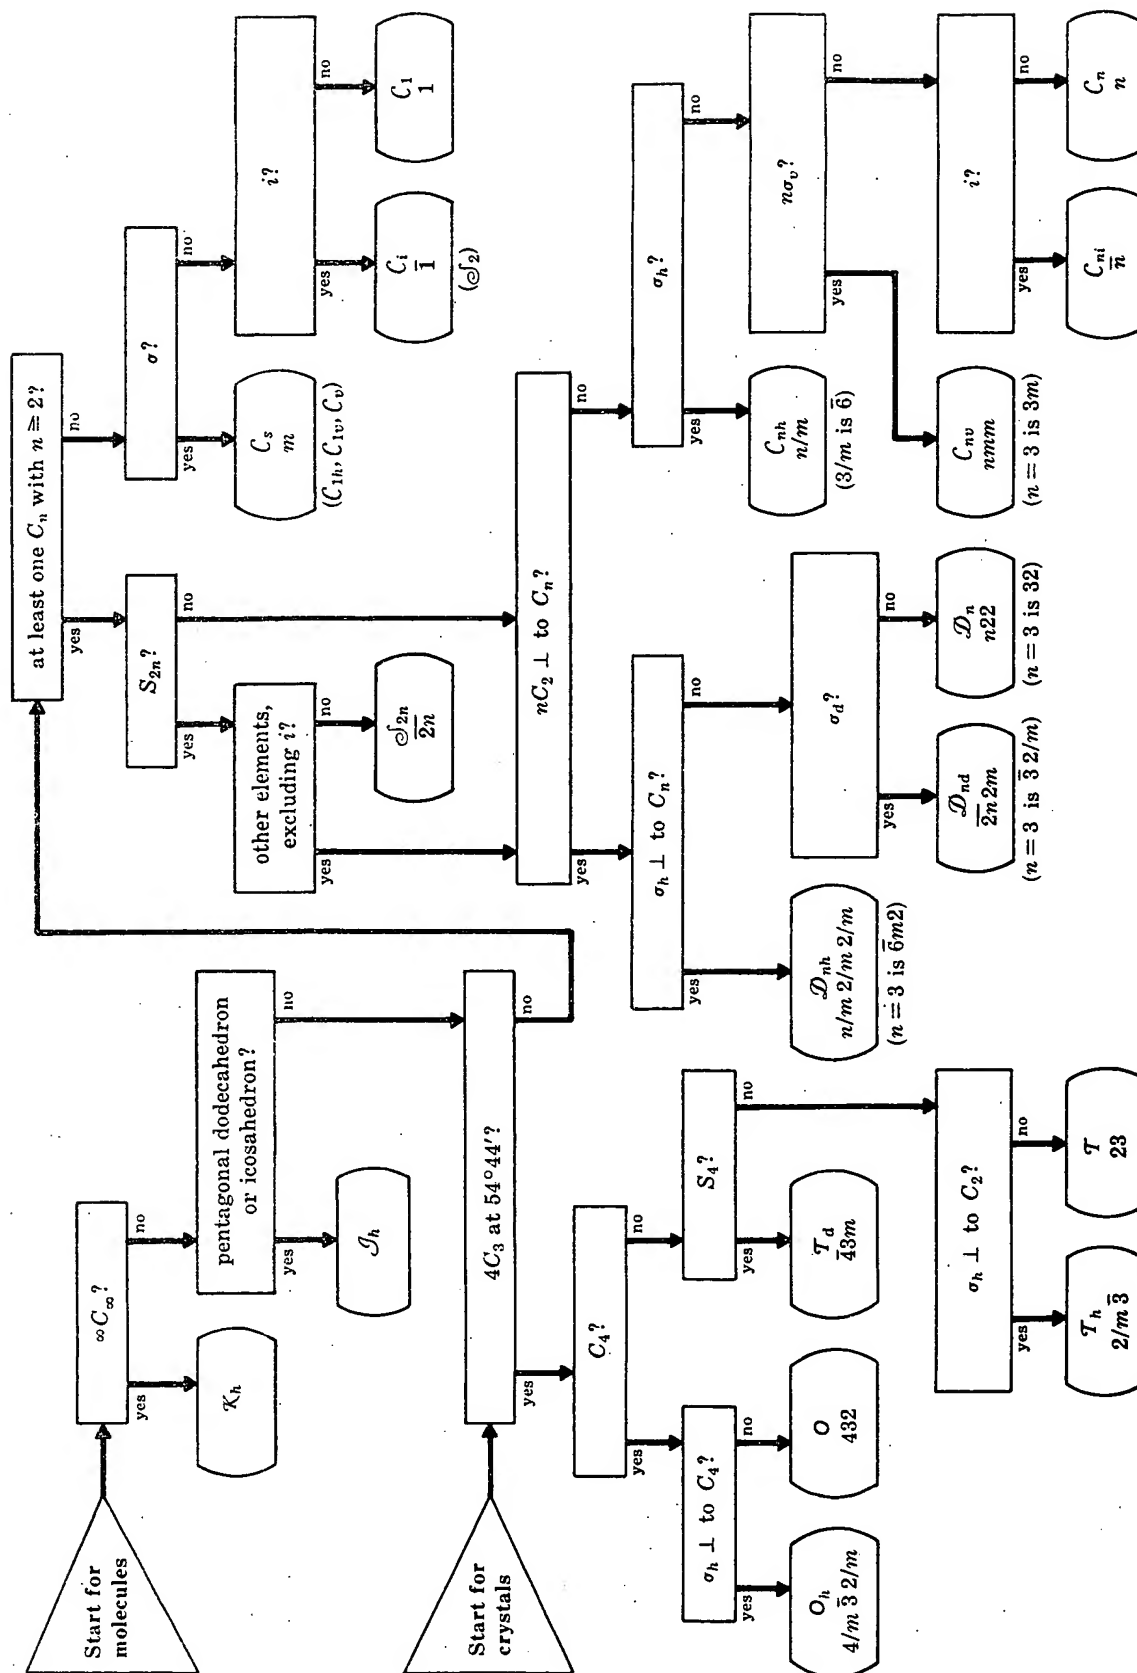 Start for
molecules
∞C∞?
yes
no
𝒦h
pentagonal dodecahedron
or icosahedron?
yes
no
ℐh
Start for
crystals
4C3 at 54°44′?
yes
no
C4?
yes
no
σh ⊥ to C4?
yes
no
Oh
4/m 3̅ 2/m
O
432
S4?
yes
no
Td
4̅3m
σh ⊥ to C2?
yes
no
Th
2/m 3̅
T
23
at least one Cn with n ≥ 2?
yes
no
S2n?
yes
no
other elements,
excluding i?
yes
no
𝒮2n
2̅n̅
σ?
yes
no
Cs
m
(C1h, C1v, Cv)
i?
yes
no
Ci
1̅
(𝒮2)
C1
1
nC2 ⊥ to Cn?
yes
no
σh ⊥ to Cn?
yes
no
𝒟nh
n/m 2/m 2/m
(n = 3 is 6̅m2)
σd?
yes
no
𝒟nd
2̅n̅ 2m
(n = 3 is 3̅ 2/m)
𝒟n
n22
(n = 3 is 32)
σh?
yes
no
Cnh
n/m
(3/m is 6̅)
nσv?
yes
no
Cnv
nmm
(n = 3 is 3m)
i?
yes
no
Cni
n̅
Cn
n